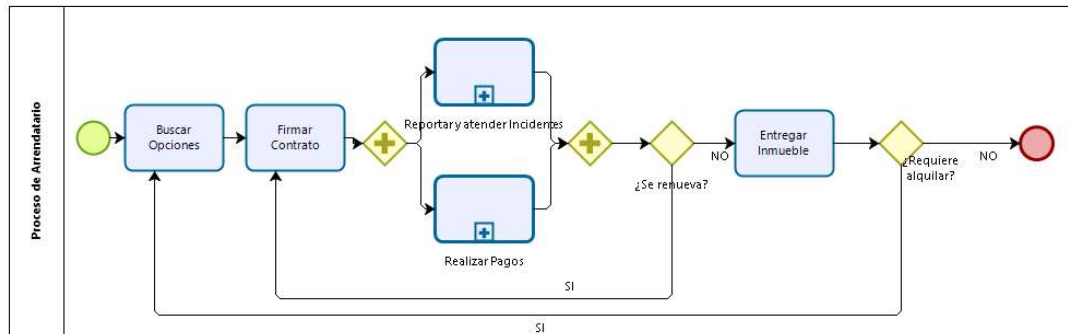 Proceso de Arrendatario
Buscar
Opciones
Firmar
Contrato
Reportar y atender Incidentes
Realizar Pagos
¿Se renueva?
NO
SI
Entregar
Inmueble
¿Requiere
alquilar?
NO
SI